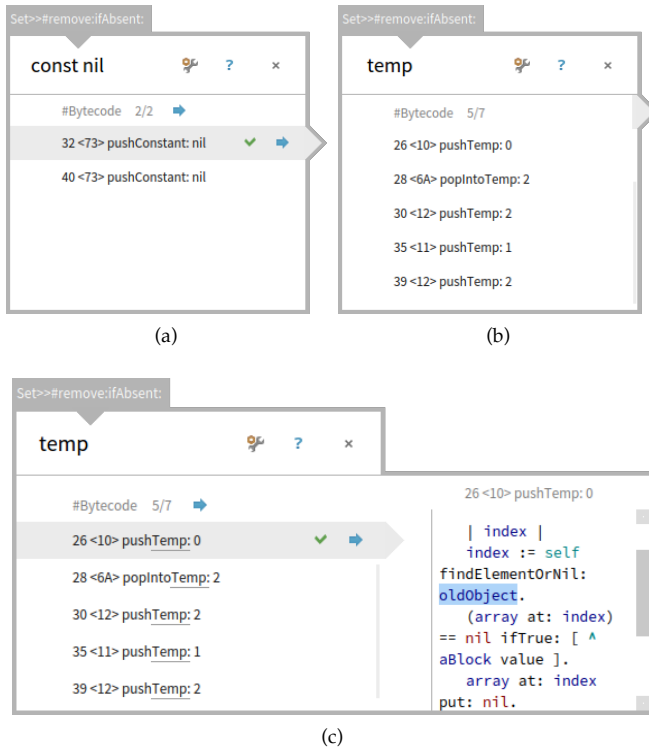 Set>>#remove:ifAbsent:
const nil
?
×
#Bytecode 2/2
32 <73> pushConstant: nil
40 <73> pushConstant: nil
(a)
Set>>#remove:ifAbsent:
temp
?
×
#Bytecode 5/7
26 <10> pushTemp: 0
28 <6A> popIntoTemp: 2
30 <12> pushTemp: 2
35 <11> pushTemp: 1
39 <12> pushTemp: 2
(b)
Set>>#remove:ifAbsent:
temp
?
×
#Bytecode 5/7
26 <10> pushTemp: 0
28 <6A> popIntoTemp: 2
30 <12> pushTemp: 2
35 <11> pushTemp: 1
39 <12> pushTemp: 2
26 <10> pushTemp: 0
| index |
index := self
findElementOrNil:
oldObject.
(array at: index)
== nil ifTrue: [ ^
aBlock value ].
array at: index
put: nil.
(c)